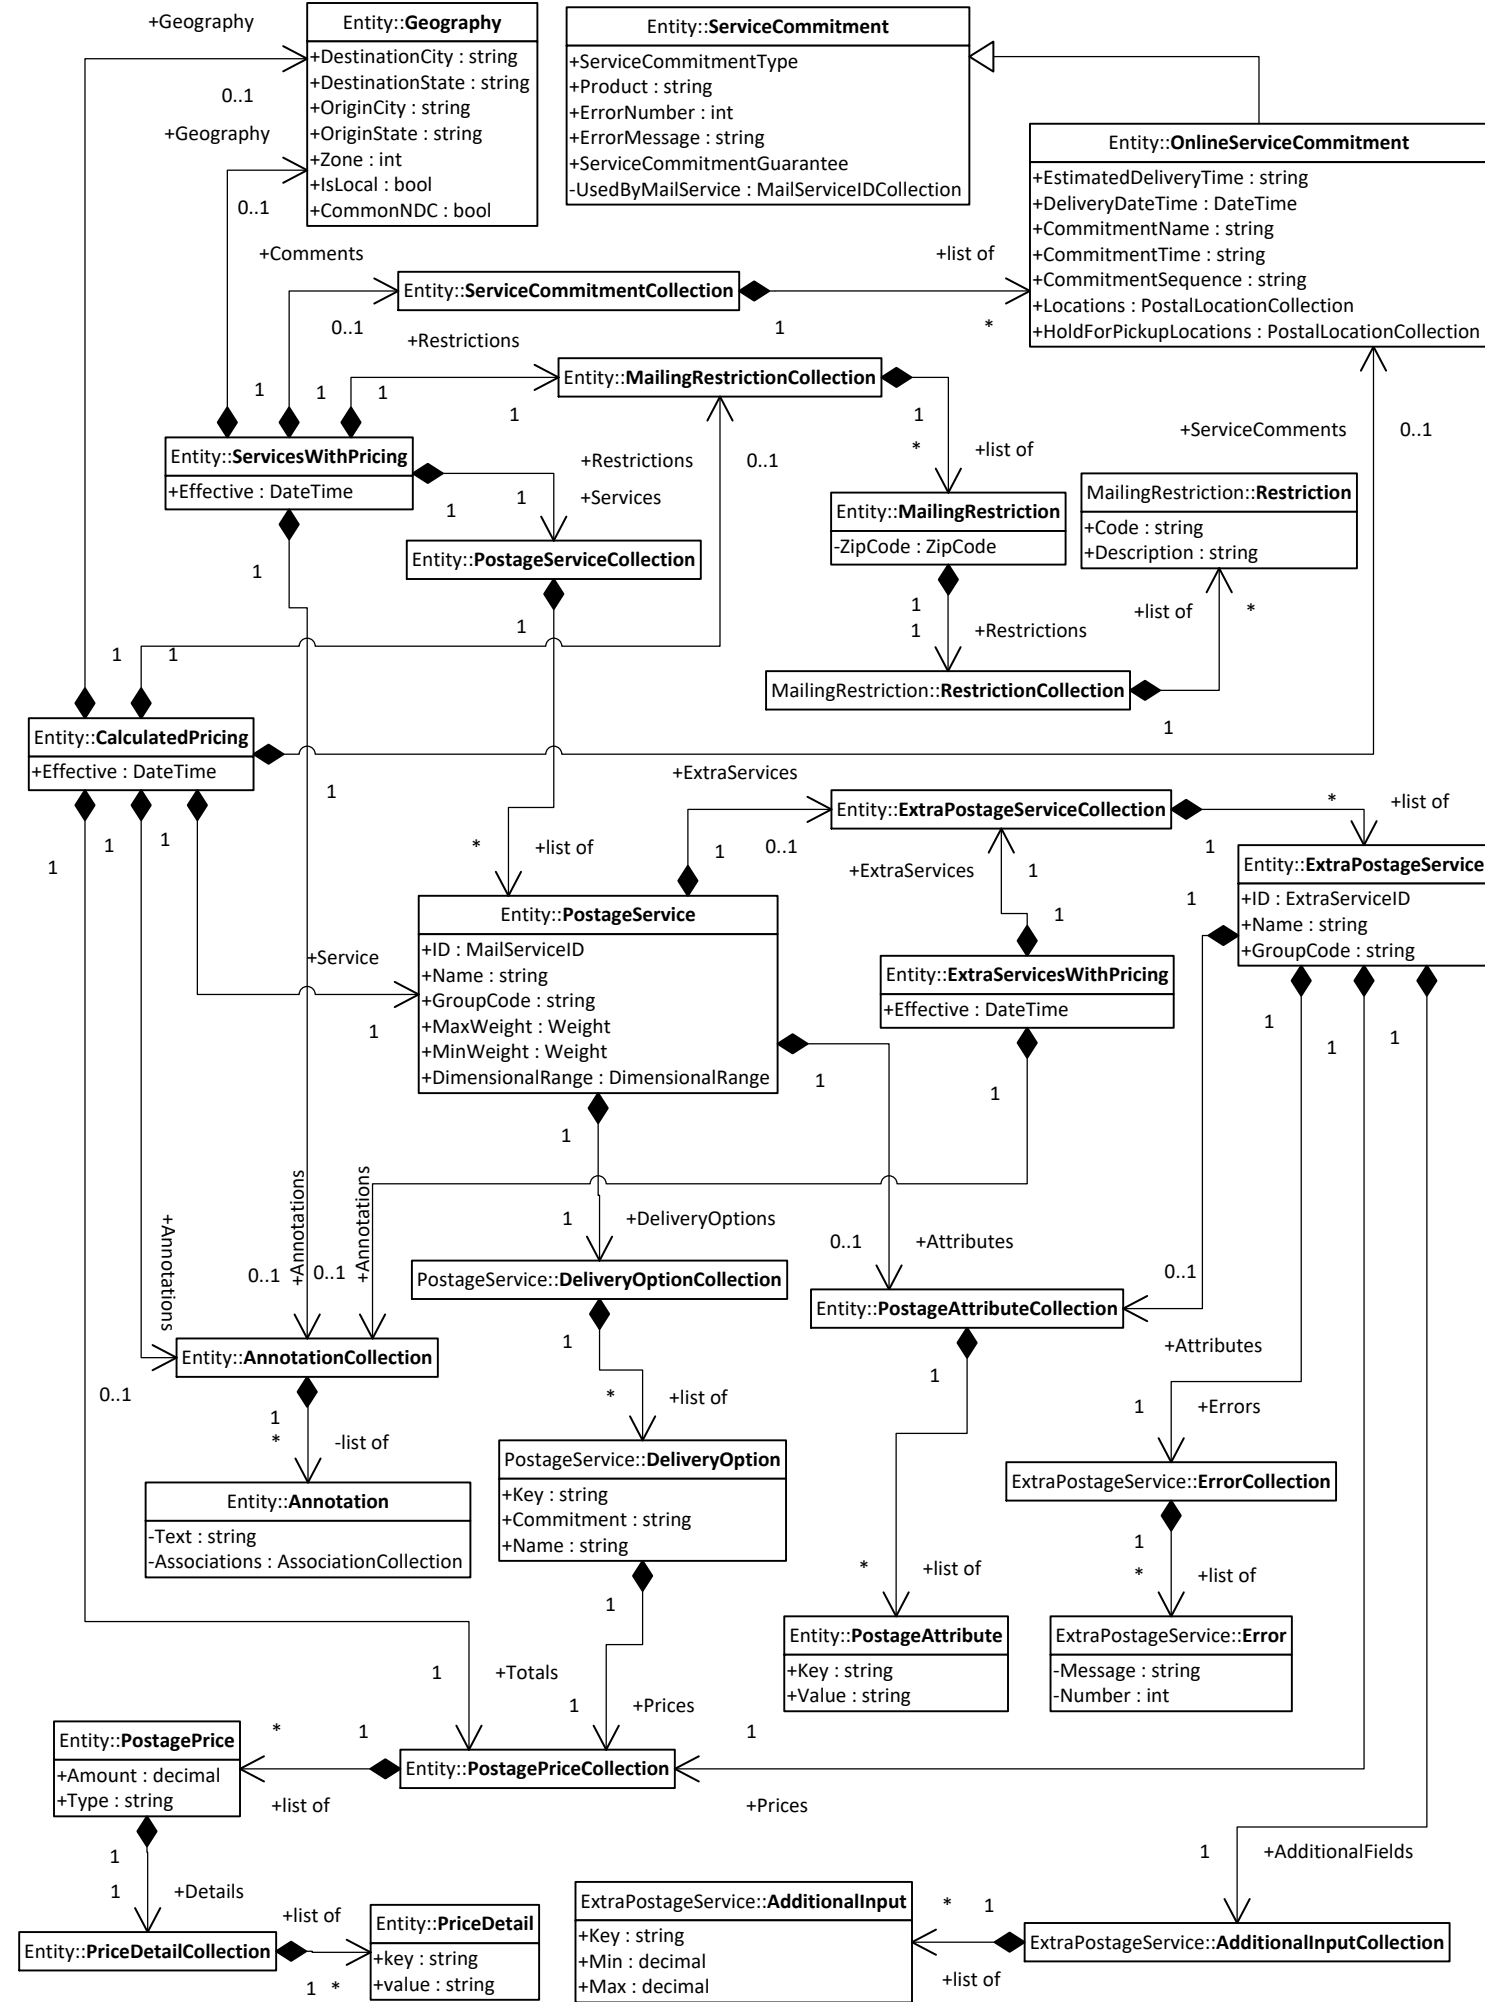 +Geography
Entity::Geography
+DestinationCity : string
+DestinationState : string
+OriginCity : string
+OriginState : string
+Zone : int
+IsLocal : bool
+CommonNDC : bool
0..1
+Geography
0..1
Entity::ServiceCommitment
+ServiceCommitmentType
+Product : string
+ErrorNumber : int
+ErrorMessage : string
+ServiceCommitmentGuarantee
-UsedByMailService : MailServiceIDCollection
Entity::OnlineServiceCommitment
+EstimatedDeliveryTime : string
+DeliveryDateTime : DateTime
+CommitmentName : string
+CommitmentTime : string
+CommitmentSequence : string
+Locations : PostalLocationCollection
+HoldForPickupLocations : PostalLocationCollection
+Comments
Entity::ServiceCommitmentCollection
+list of
0..1
1
*
+Restrictions
Entity::MailingRestrictionCollection
1
1
1
1
1
*
+list of
+ServiceComments
0..1
Entity::ServicesWithPricing
+Effective : DateTime
+Restrictions
0..1
+Services
1
1
1
Entity::PostageServiceCollection
1
Entity::MailingRestriction
-ZipCode : ZipCode
MailingRestriction::Restriction
+Code : string
+Description : string
1
1
+Restrictions
+list of
*
MailingRestriction::RestrictionCollection
1
1
1
Entity::CalculatedPricing
+Effective : DateTime
1
1
1
1
+ExtraServices
Entity::ExtraPostageServiceCollection
*
+list of
*
+list of
1
0..1
1
+ExtraServices
1
1
Entity::ExtraPostageService
+ID : ExtraServiceID
+Name : string
+GroupCode : string
1
Entity::PostageService
+ID : MailServiceID
+Name : string
+GroupCode : string
+MaxWeight : Weight
+MinWeight : Weight
+DimensionalRange : DimensionalRange
+Service
1
Entity::ExtraServicesWithPricing
+Effective : DateTime
1
1
1
1
1
1
+Annotations
+Annotations
+Annotations
0..1
0..1
0..1
1
+DeliveryOptions
PostageService::DeliveryOptionCollection
0..1
+Attributes
0..1
Entity::PostageAttributeCollection
+Attributes
Entity::AnnotationCollection
1
1
1
*
-list of
*
+list of
1
+Errors
Entity::Annotation
-Text : string
-Associations : AssociationCollection
PostageService::DeliveryOption
+Key : string
+Commitment : string
+Name : string
ExtraPostageService::ErrorCollection
1
*
+list of
*
+list of
1
Entity::PostageAttribute
+Key : string
+Value : string
ExtraPostageService::Error
-Message : string
-Number : int
1
+Totals
1
+Prices
Entity::PostagePrice
+Amount : decimal
+Type : string
*
1
+list of
Entity::PostagePriceCollection
1
+Prices
1
1
+Details
1
+AdditionalFields
Entity::PriceDetailCollection
+list of
1
*
Entity::PriceDetail
+key : string
+value : string
ExtraPostageService::AdditionalInput
+Key : string
+Min : decimal
+Max : decimal
*
1
+list of
ExtraPostageService::AdditionalInputCollection